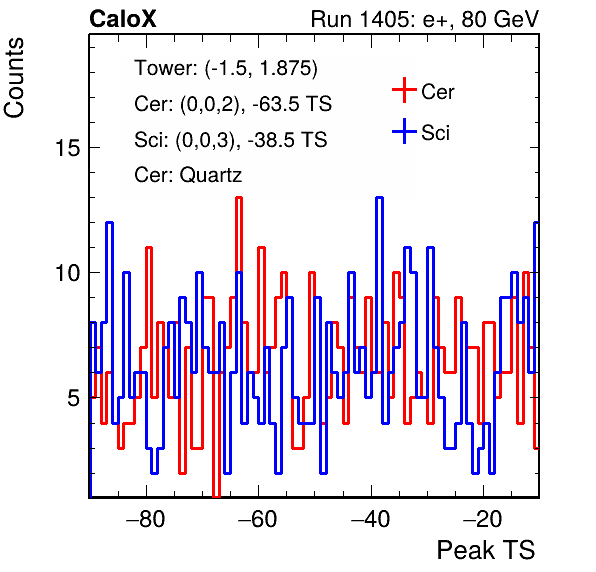 CaloX Run 1405: e+, 80 GeV
Counts
Tower: (-1.5, 1.875)
Cer: (0,0,2), -63.5 TS
Sci: (0,0,3), -38.5 TS
Cer: Quartz
Cer
Sci
15
10
5
−80 −60 −40 −20
Peak TS